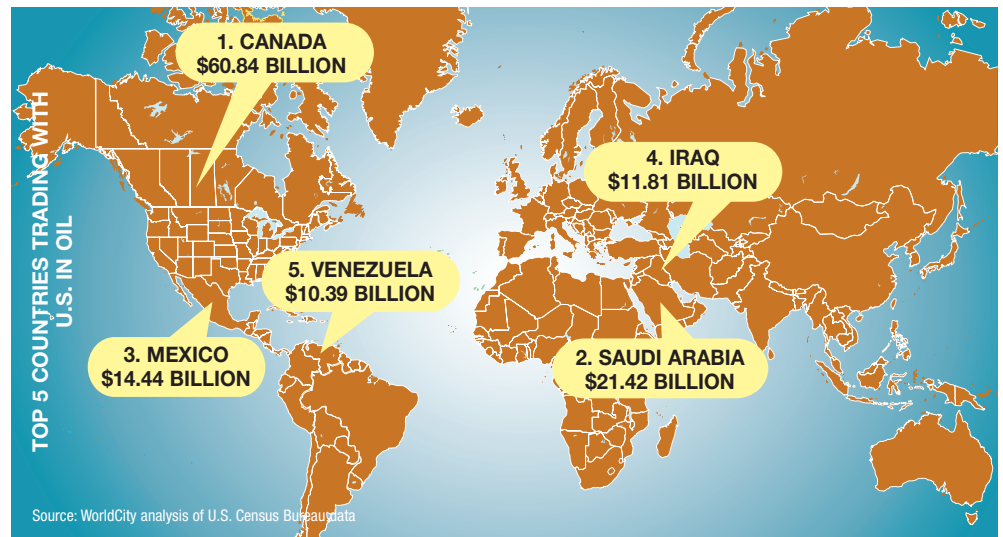 TOP 5 COUNTRIES TRADING WITH
U.S. IN OIL
1. CANADA
$60.84 BILLION
4. IRAQ
$11.81 BILLION
5. VENEZUELA
$10.39 BILLION
3. MEXICO
$14.44 BILLION
2. SAUDI ARABIA
$21.42 BILLION
Source: WorldCity analysis of U.S. Census Bureau data